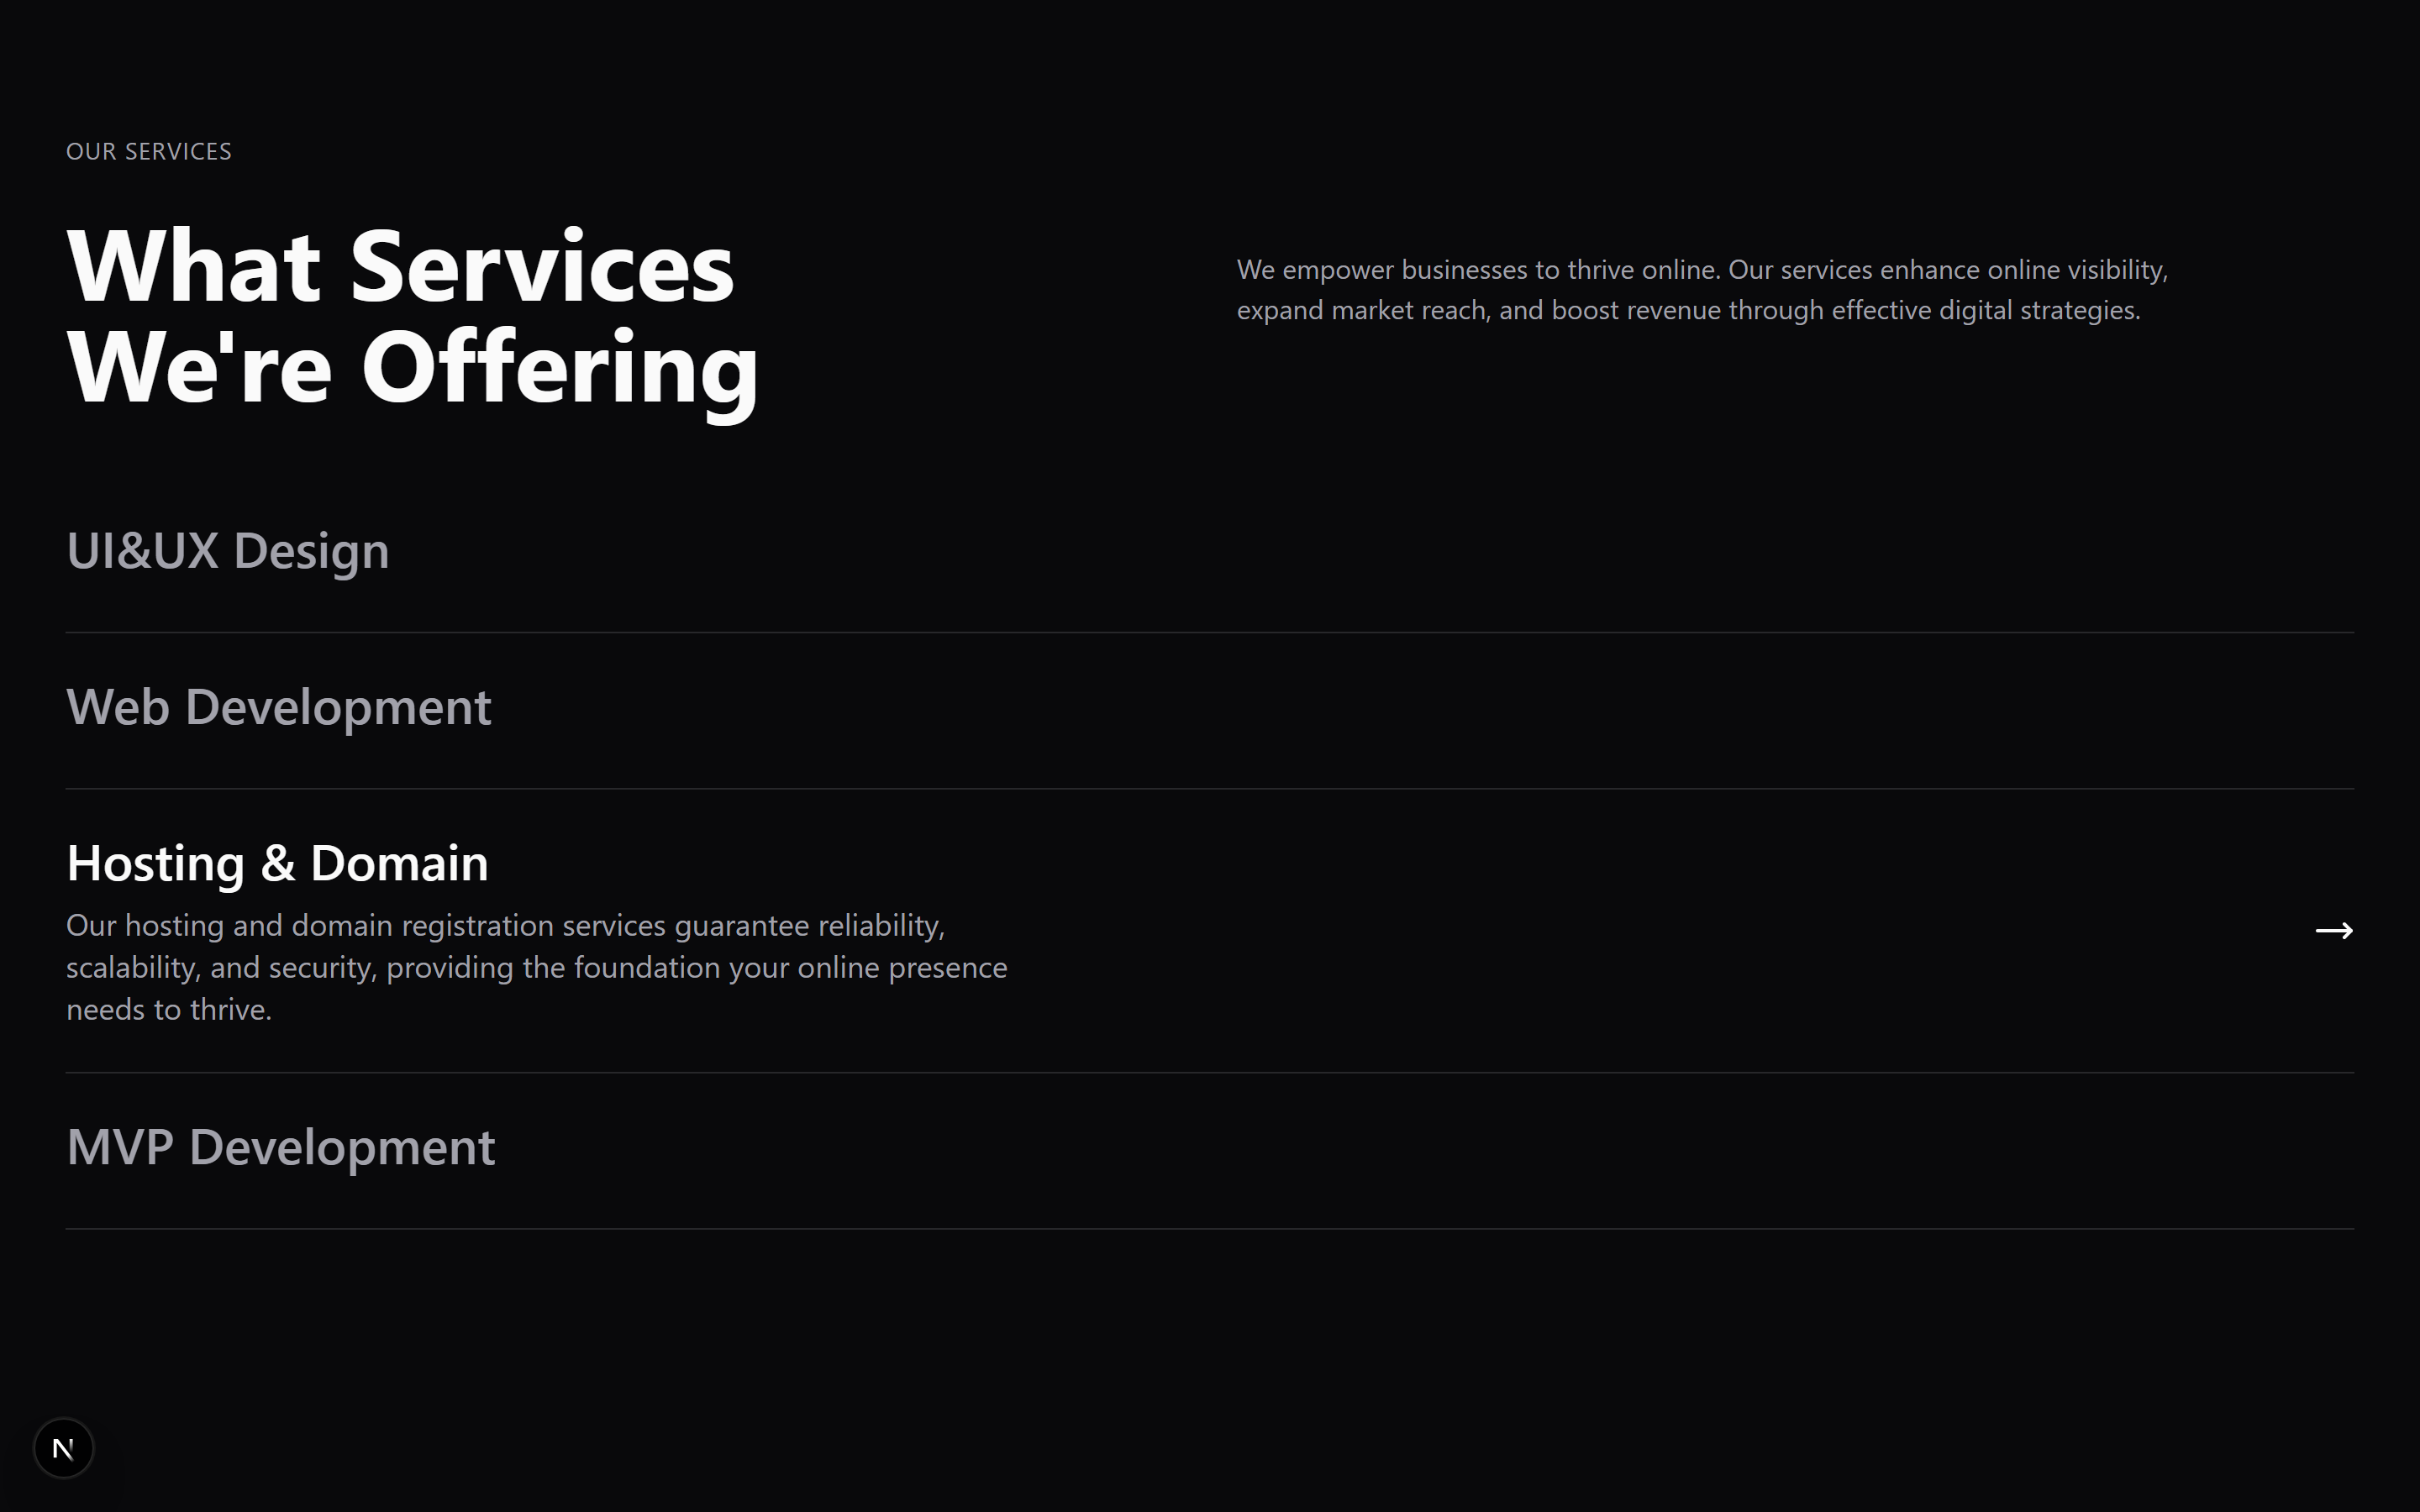 OUR SERVICES
What Services
We're Offering
We empower businesses to thrive online. Our services enhance online visibility,
expand market reach, and boost revenue through effective digital strategies.
UI&UX Design
Web Development
Hosting & Domain
Our hosting and domain registration services guarantee reliability,
scalability, and security, providing the foundation your online presence
needs to thrive.
MVP Development
N